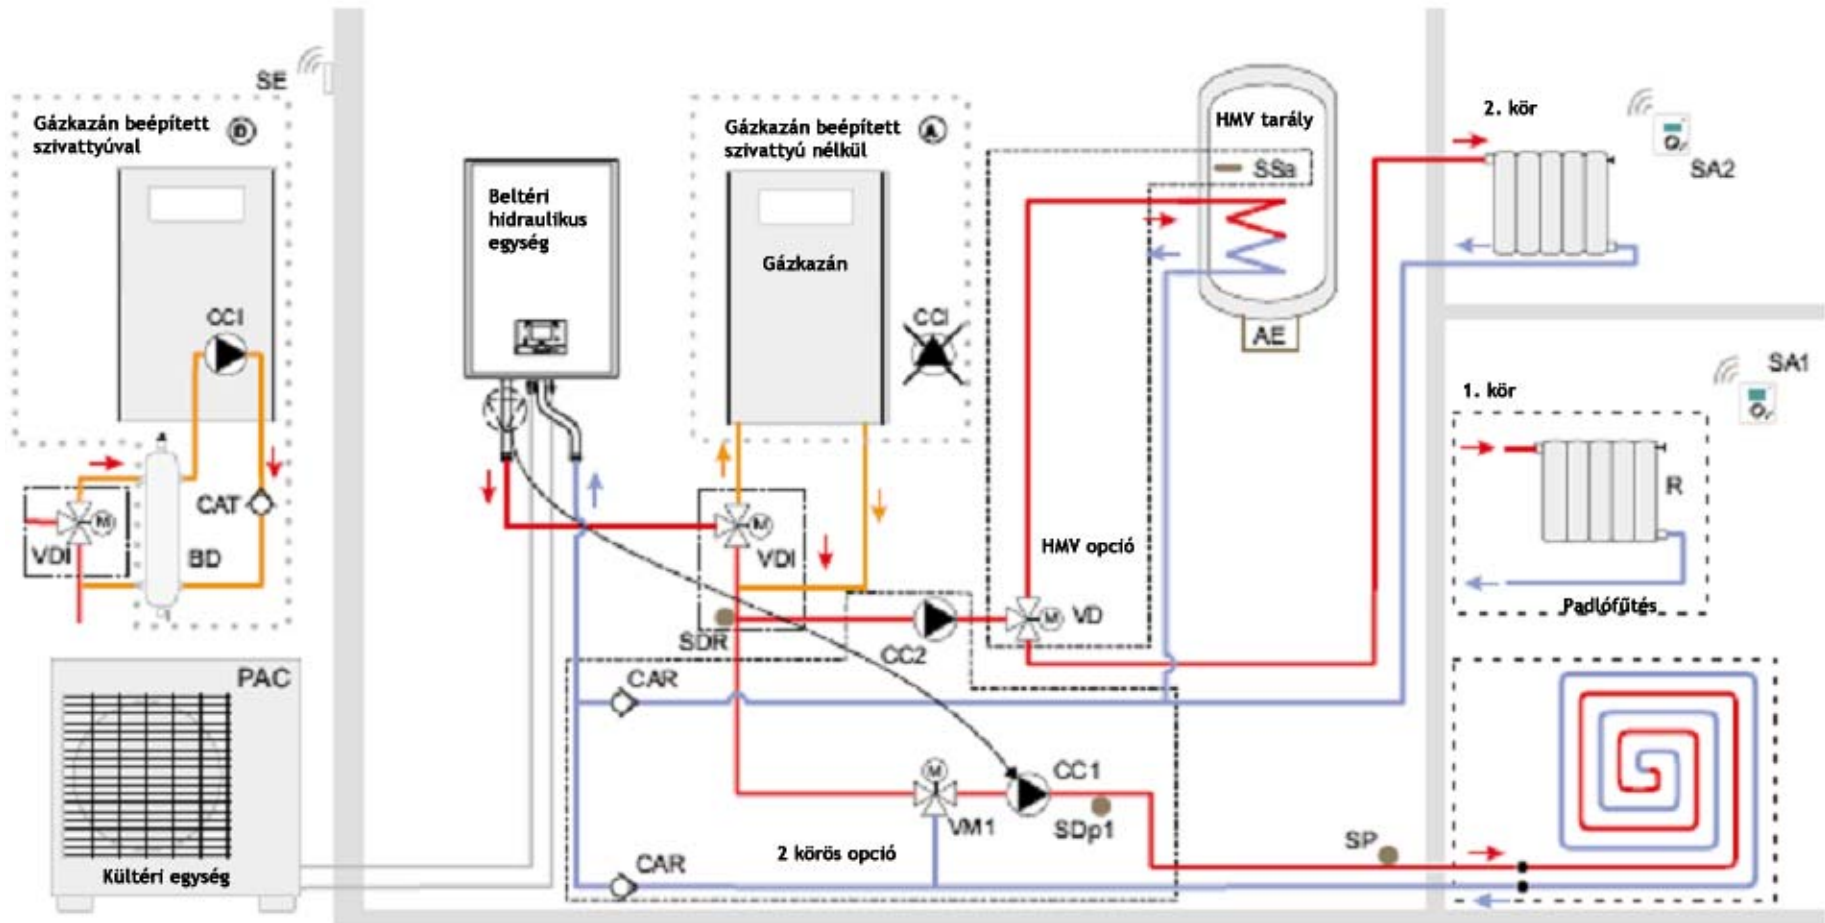 SE
Gázkazán beépített
szivattyúval
D
CCI
CAT
M
VDI
BD
PAC
Kültéri egység
Beltéri
hidraulikus
egység
Gázkazán beépített
szivattyú nélkül
A
Gázkazán
CCI
M
VDI
SDR
CC2
HMV tarály
SSa
AE
HMV opció
M
VD
CAR
M
VM1
CC1
SDp1
CAR
2 körös opció
SP
2. kör
SA2
SA1
1. kör
R
Padlófűtés